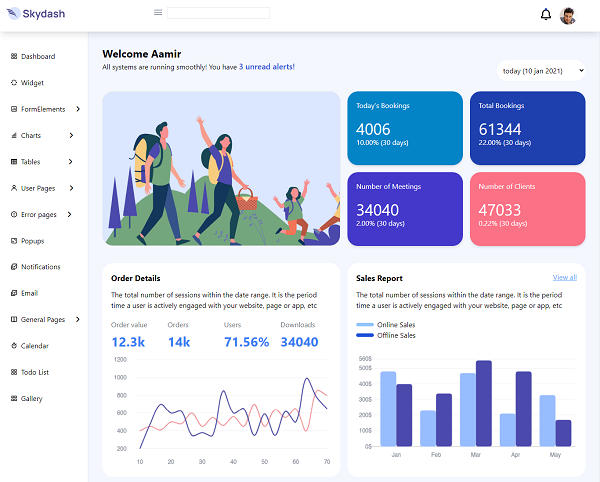 Skydash
Dashboard
Widget
FormElements
Charts
Tables
User Pages
Error pages
Popups
Notifications
Email
General Pages
Calendar
Todo List
Gallery
Welcome Aamir
All systems are running smoothly! You have 3 unread alerts!
today (10 jan 2021)
Today's Bookings
4006
10.00% (30 days)
Total Bookings
61344
22.00% (30 days)
Number of Meetings
34040
2.00% (30 days)
Number of Clients
47033
0.22% (30 days)
Order Details
The total number of sessions within the date range. It is the period
time a user is actively engaged with your website, page or app, etc
Order value Orders Users Downloads
12.3k 14k 71.56% 34040
1200
1000
800
600
400
200
10 20 30 40 50 60 70
Sales Report View all
The total number of sessions within the date range. It is the period
time a user is actively engaged with your website, page or app, etc
Online Sales
Offline Sales
560$
500$
400$
300$
200$
100$
0$
Jan Feb Mar Apr May